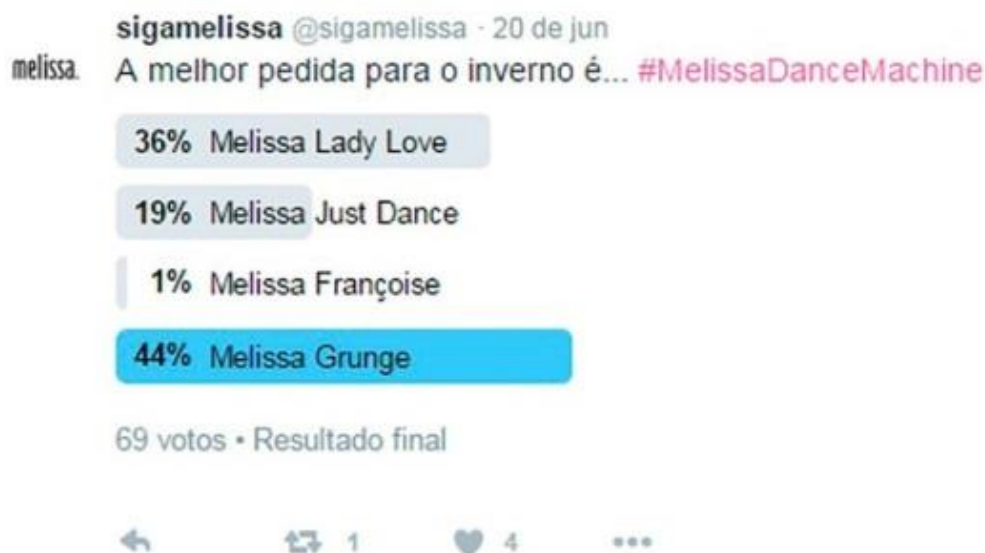 sigamelissa @sigamelissa · 20 de jun
melissa. A melhor pedida para o inverno é... #MelissaDanceMachine
36% Melissa Lady Love
19% Melissa Just Dance
1% Melissa Françoise
44% Melissa Grunge
69 votos • Resultado final
1 4